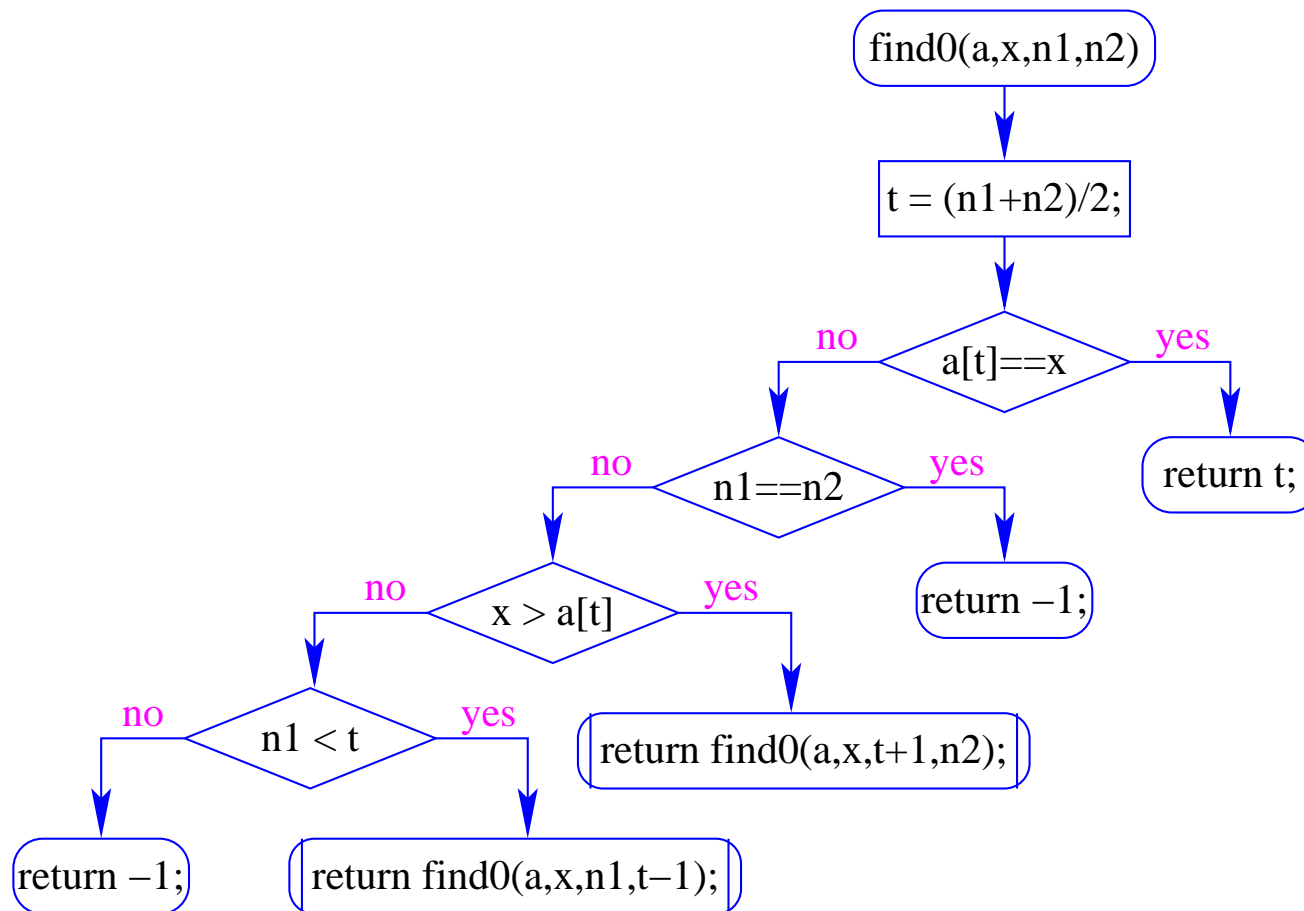 find0(a,x,n1,n2)
t = (n1+n2)/2;
no
a[t]==x
yes
no
n1==n2
yes
return t;
no
x > a[t]
yes
return −1;
no
n1 < t
yes
return find0(a,x,t+1,n2);
return −1;
return find0(a,x,n1,t−1);